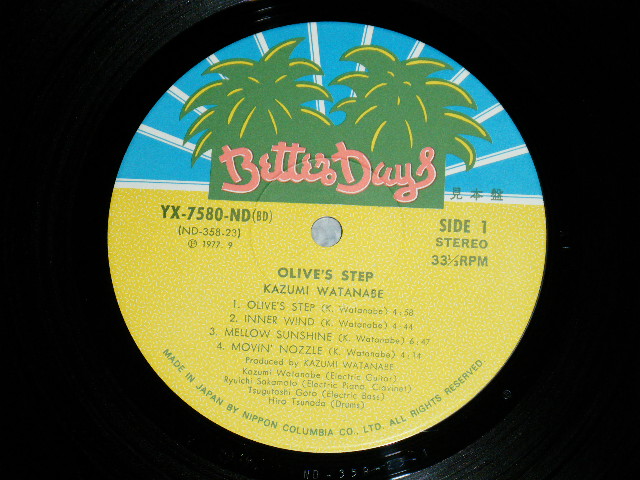 Better Days
見本盤
YX-7580-ND(BD)
(ND-358-23)
Ⓟ 1977. 9
SIDE 1
STEREO
33⅓RPM
OLIVE'S STEP
KAZUMI WATANABE
1. OLIVE'S STEP (K. Watanabe) 4:58
2. INNER WIND (K. Watanabe) 4:44
3. MELLOW SUNSHINE (K. Watanabe) 6:47
4. MOVIN' NOZZLE (K. Watanabe) 4:14
Produced by KAZUMI WATANABE
Kazumi Watanabe (Electric Guitar)
Ryuichi Sakamoto (Electric Piano, Clavinet)
Tsugutoshi Goto (Electric Bass)
Hiro Tsunoda (Drums)
MADE IN JAPAN BY NIPPON COLUMBIA CO., LTD. ALL RIGHTS RESERVED